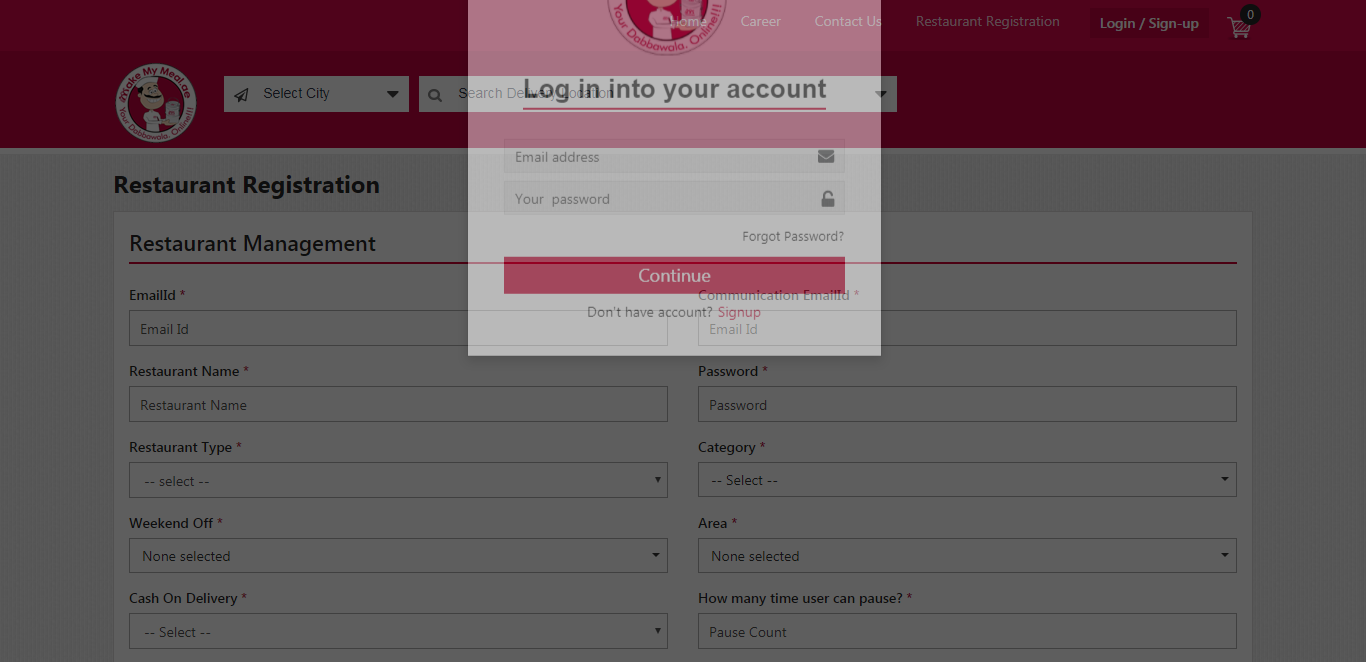 Home Career Contact Us Restaurant Registration Login / Sign-up 0
Make My Meal.ae
Your Dabbawala, Online!!!
Your Dabbawala, Online!!!
Select City Search Delivery Location
Log in into your account
Email address
Your password
Forgot Password?
Continue
Don't have account? Signup
Restaurant Registration
Restaurant Management
EmailId * Communication EmailId *
Email Id Email Id
Restaurant Name * Password *
Restaurant Name Password
Restaurant Type * Category *
-- select -- -- Select --
Weekend Off * Area *
None selected None selected
Cash On Delivery * How many time user can pause? *
-- Select -- Pause Count